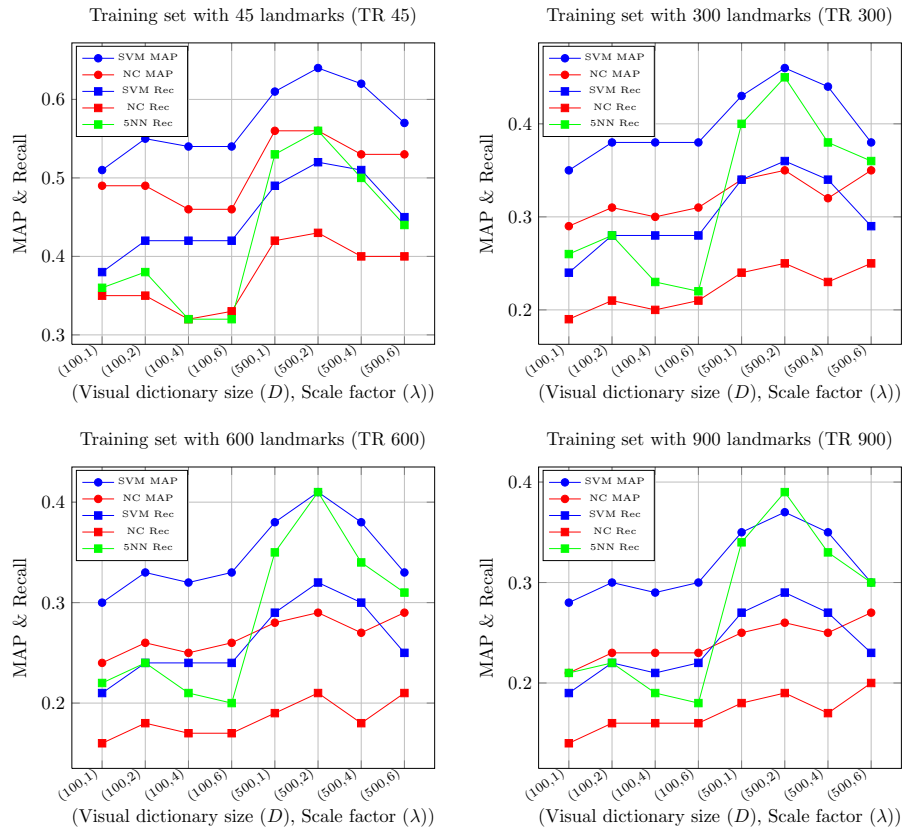 Training set with 45 landmarks (TR 45)
SVM MAP
NC MAP
SVM Rec
NC Rec
5NN Rec
0.6
0.5
0.4
0.3
MAP & Recall
(100,1)
(100,2)
(100,4)
(100,6)
(500,1)
(500,2)
(500,4)
(500,6)
(Visual dictionary size (D), Scale factor (λ))
Training set with 300 landmarks (TR 300)
SVM MAP
NC MAP
SVM Rec
NC Rec
5NN Rec
0.4
0.3
0.2
MAP & Recall
(100,1)
(100,2)
(100,4)
(100,6)
(500,1)
(500,2)
(500,4)
(500,6)
(Visual dictionary size (D), Scale factor (λ))
Training set with 600 landmarks (TR 600)
SVM MAP
NC MAP
SVM Rec
NC Rec
5NN Rec
0.4
0.3
0.2
MAP & Recall
(100,1)
(100,2)
(100,4)
(100,6)
(500,1)
(500,2)
(500,4)
(500,6)
(Visual dictionary size (D), Scale factor (λ))
Training set with 900 landmarks (TR 900)
SVM MAP
NC MAP
SVM Rec
NC Rec
5NN Rec
0.4
0.3
0.2
MAP & Recall
(100,1)
(100,2)
(100,4)
(100,6)
(500,1)
(500,2)
(500,4)
(500,6)
(Visual dictionary size (D), Scale factor (λ))